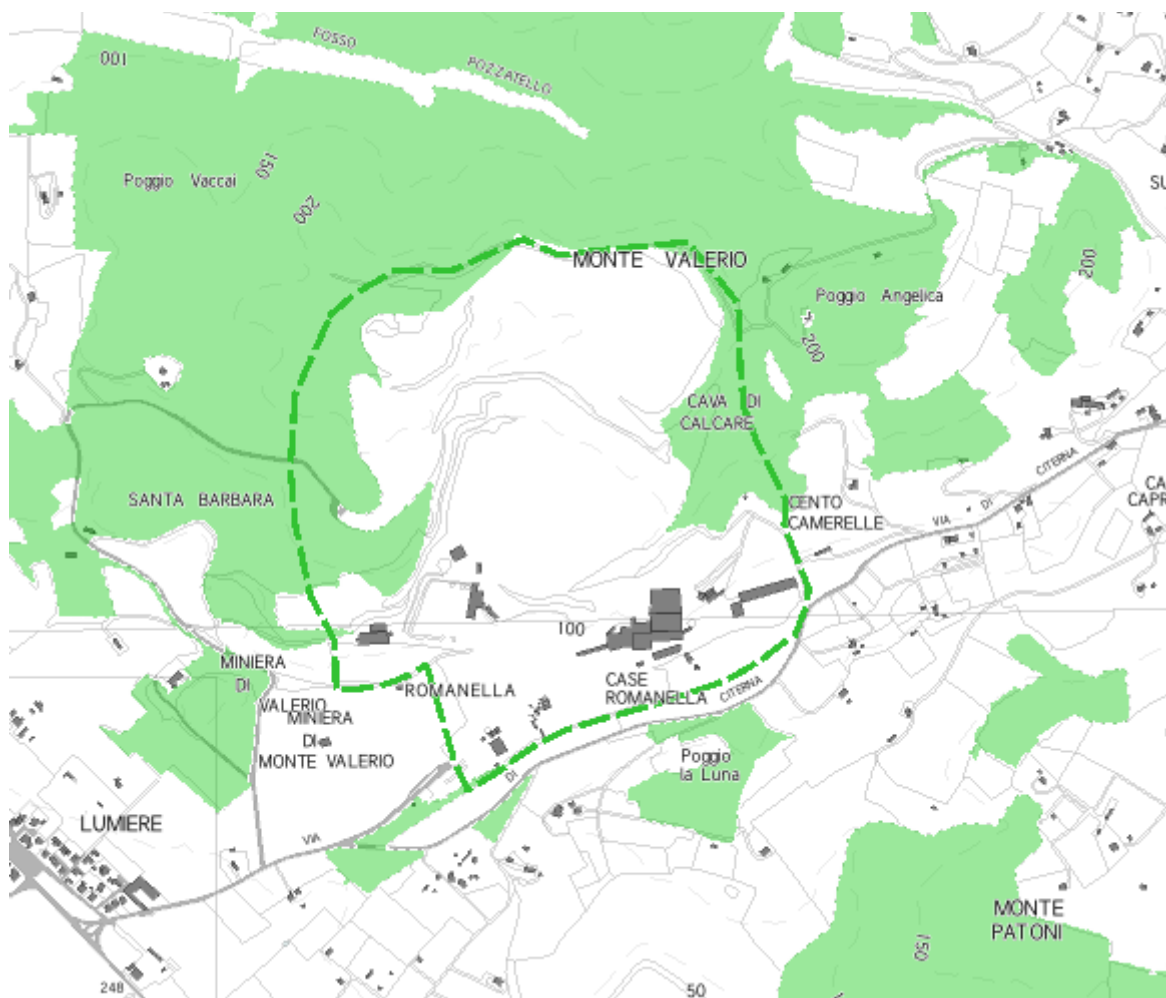 FOSSO
POZZATELLO
100
Poggio Vaccai
150
200
SU
MONTE VALERIO
200
Poggio Angelica
200
CAVA DI
CALCARE
CITERNA
DI
VIA
CA
CAPR
SANTA BARBARA
CENTO
CAMERELLE
100
MINIERA
DI
VALERIO
ROMANELLA
CASE
ROMANELLA
CITERNA
MINIERA
DI
MONTE VALERIO
Poggio
la Luna
DI
VIA
LUMIERE
MONTE
PATONI
150
248
50